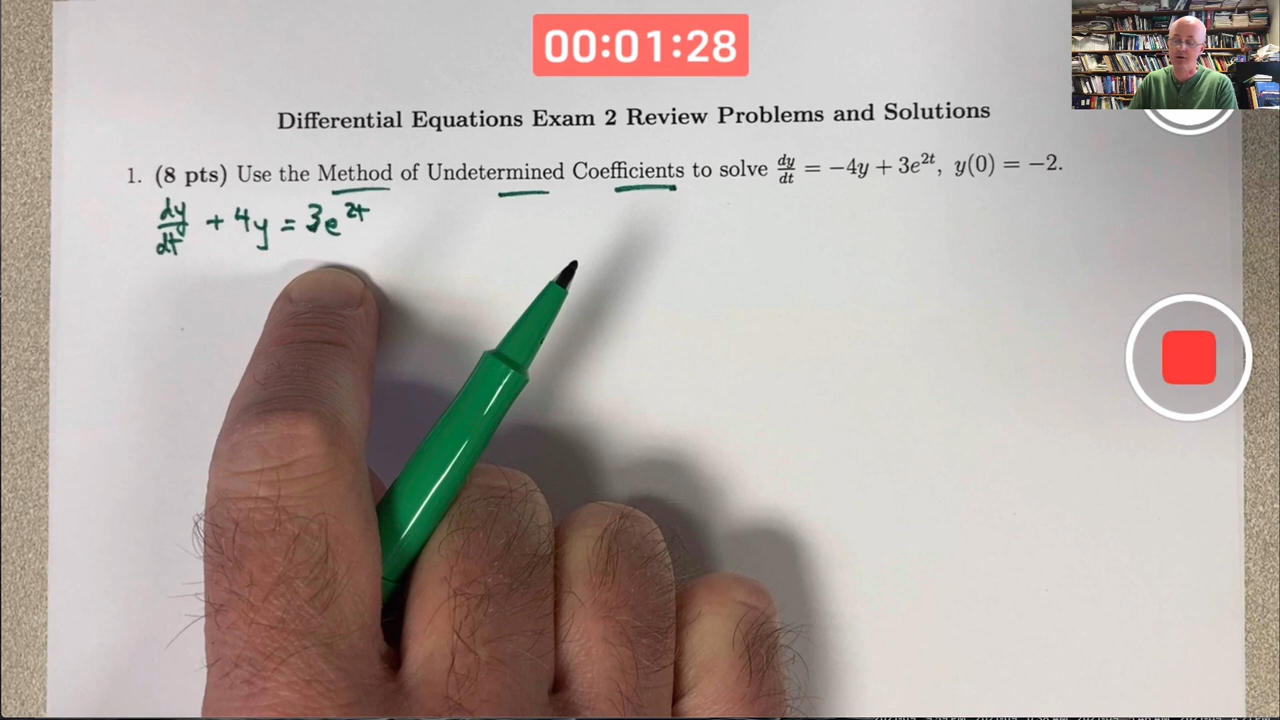 00:01:28
Differential Equations Exam 2 Review Problems and Solutions
1. (8 pts) Use the Method of Undetermined Coefficients to solve dy/dt = −4y + 3e^{2t}, y(0) = −2.
dy/dt + 4y = 3e^{2t}